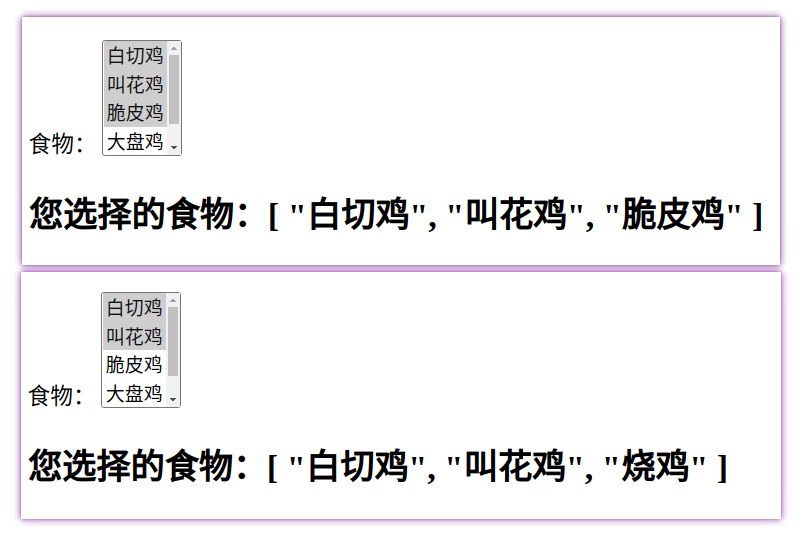 白切鸡
叫花鸡
脆皮鸡
大盘鸡
食物：
您选择的食物：[ "白切鸡", "叫花鸡", "脆皮鸡" ]
白切鸡
叫花鸡
脆皮鸡
大盘鸡
食物：
您选择的食物：[ "白切鸡", "叫花鸡", "烧鸡" ]